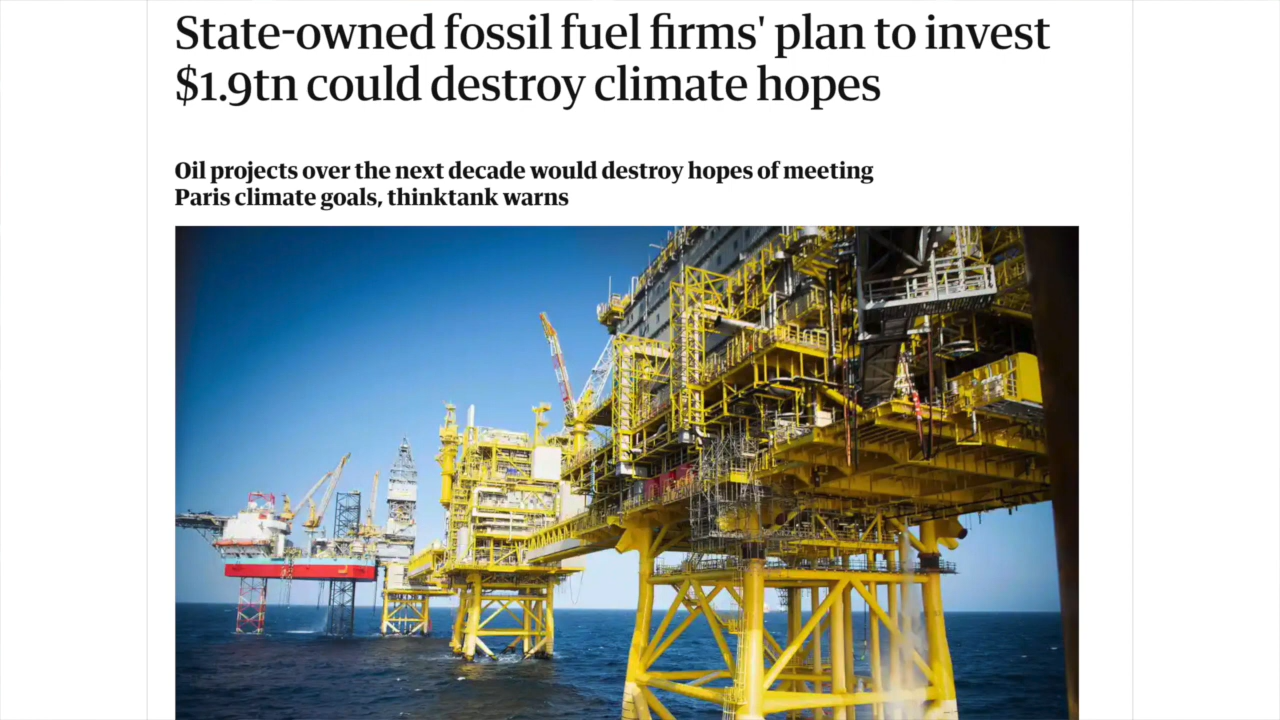 State-owned fossil fuel firms' plan to invest
$1.9tn could destroy climate hopes
Oil projects over the next decade would destroy hopes of meeting
Paris climate goals, thinktank warns